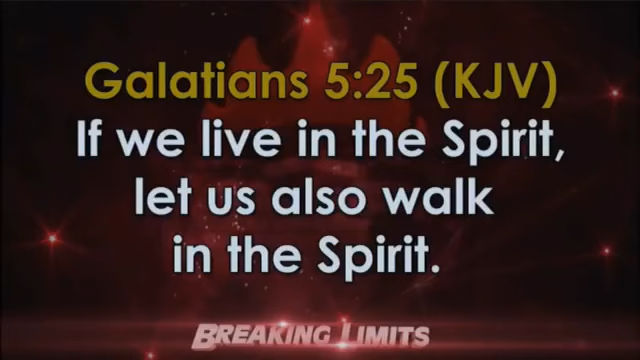 Galatians 5:25 (KJV)
If we live in the Spirit,
let us also walk
in the Spirit.
BREAKING LIMITS